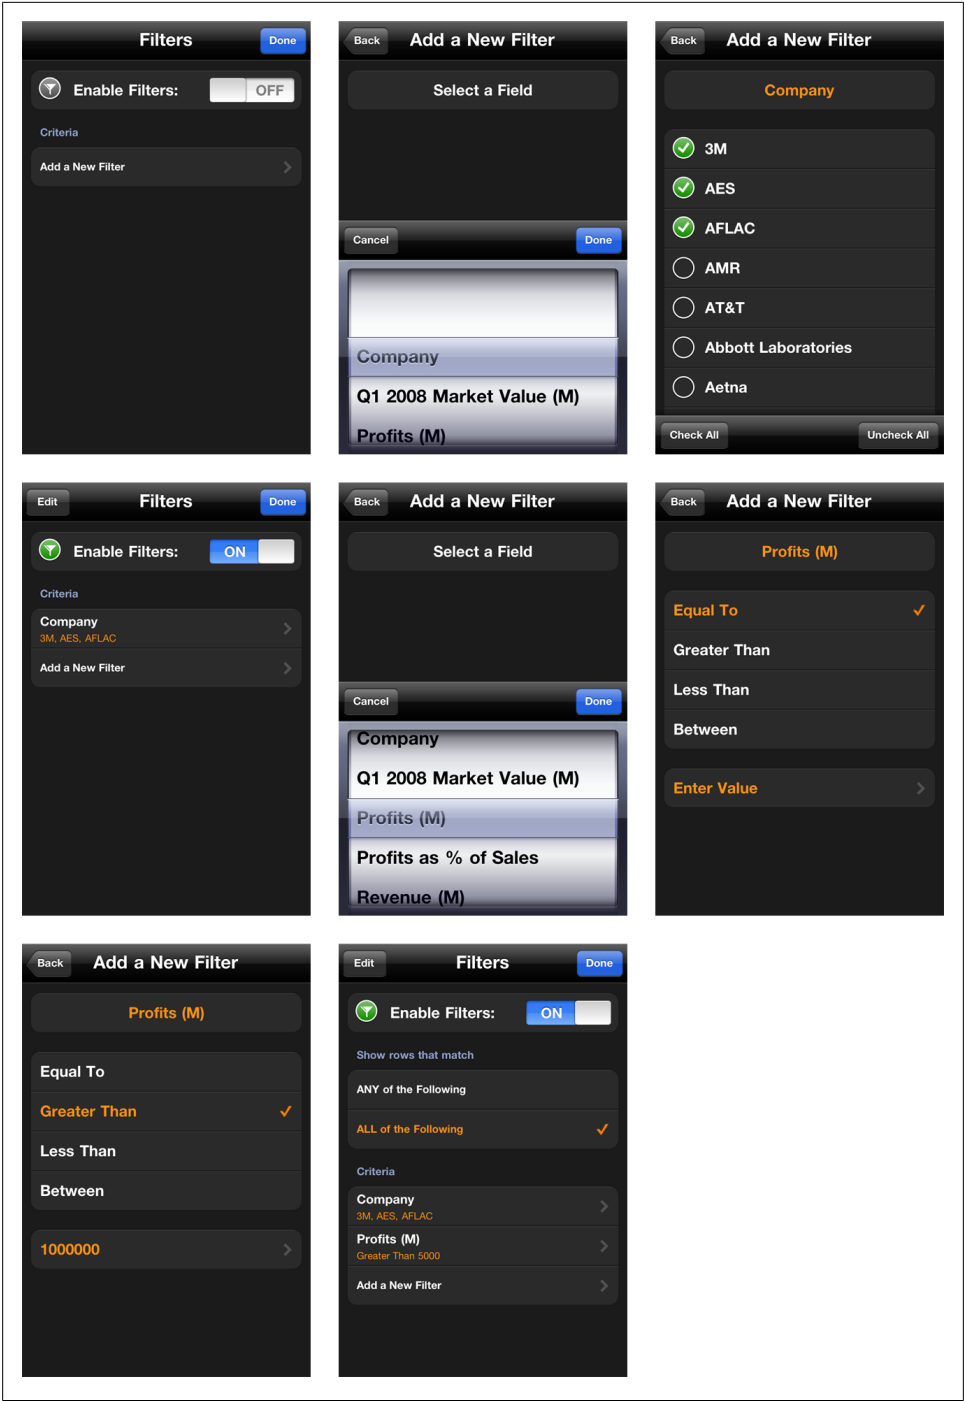 Filters
Done
Enable Filters:
OFF
Criteria
Add a New Filter
Back
Add a New Filter
Select a Field
Cancel
Done
Company
Q1 2008 Market Value (M)
Profits (M)
Back
Add a New Filter
Company
3M
AES
AFLAC
AMR
AT&T
Abbott Laboratories
Aetna
Check All
Uncheck All
Edit
Filters
Done
Enable Filters:
ON
Criteria
Company
3M, AES, AFLAC
Add a New Filter
Back
Add a New Filter
Select a Field
Cancel
Done
Company
Q1 2008 Market Value (M)
Profits (M)
Profits as % of Sales
Revenue (M)
Back
Add a New Filter
Profits (M)
Equal To
Greater Than
Less Than
Between
Enter Value
Back
Add a New Filter
Profits (M)
Equal To
Greater Than
Less Than
Between
1000000
Edit
Filters
Done
Enable Filters:
ON
Show rows that match
ANY of the Following
ALL of the Following
Criteria
Company
3M, AES, AFLAC
Profits (M)
Greater Than 5000
Add a New Filter